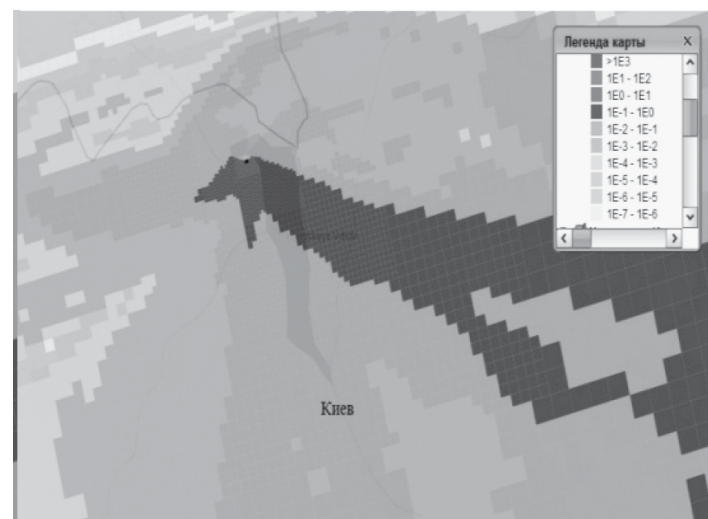 Легенда карты X
>1E3
1E1 - 1E2
1E0 - 1E1
1E-1 - 1E0
1E-2 - 1E-1
1E-3 - 1E-2
1E-4 - 1E-3
1E-5 - 1E-4
1E-6 - 1E-5
1E-7 - 1E-6
Киев